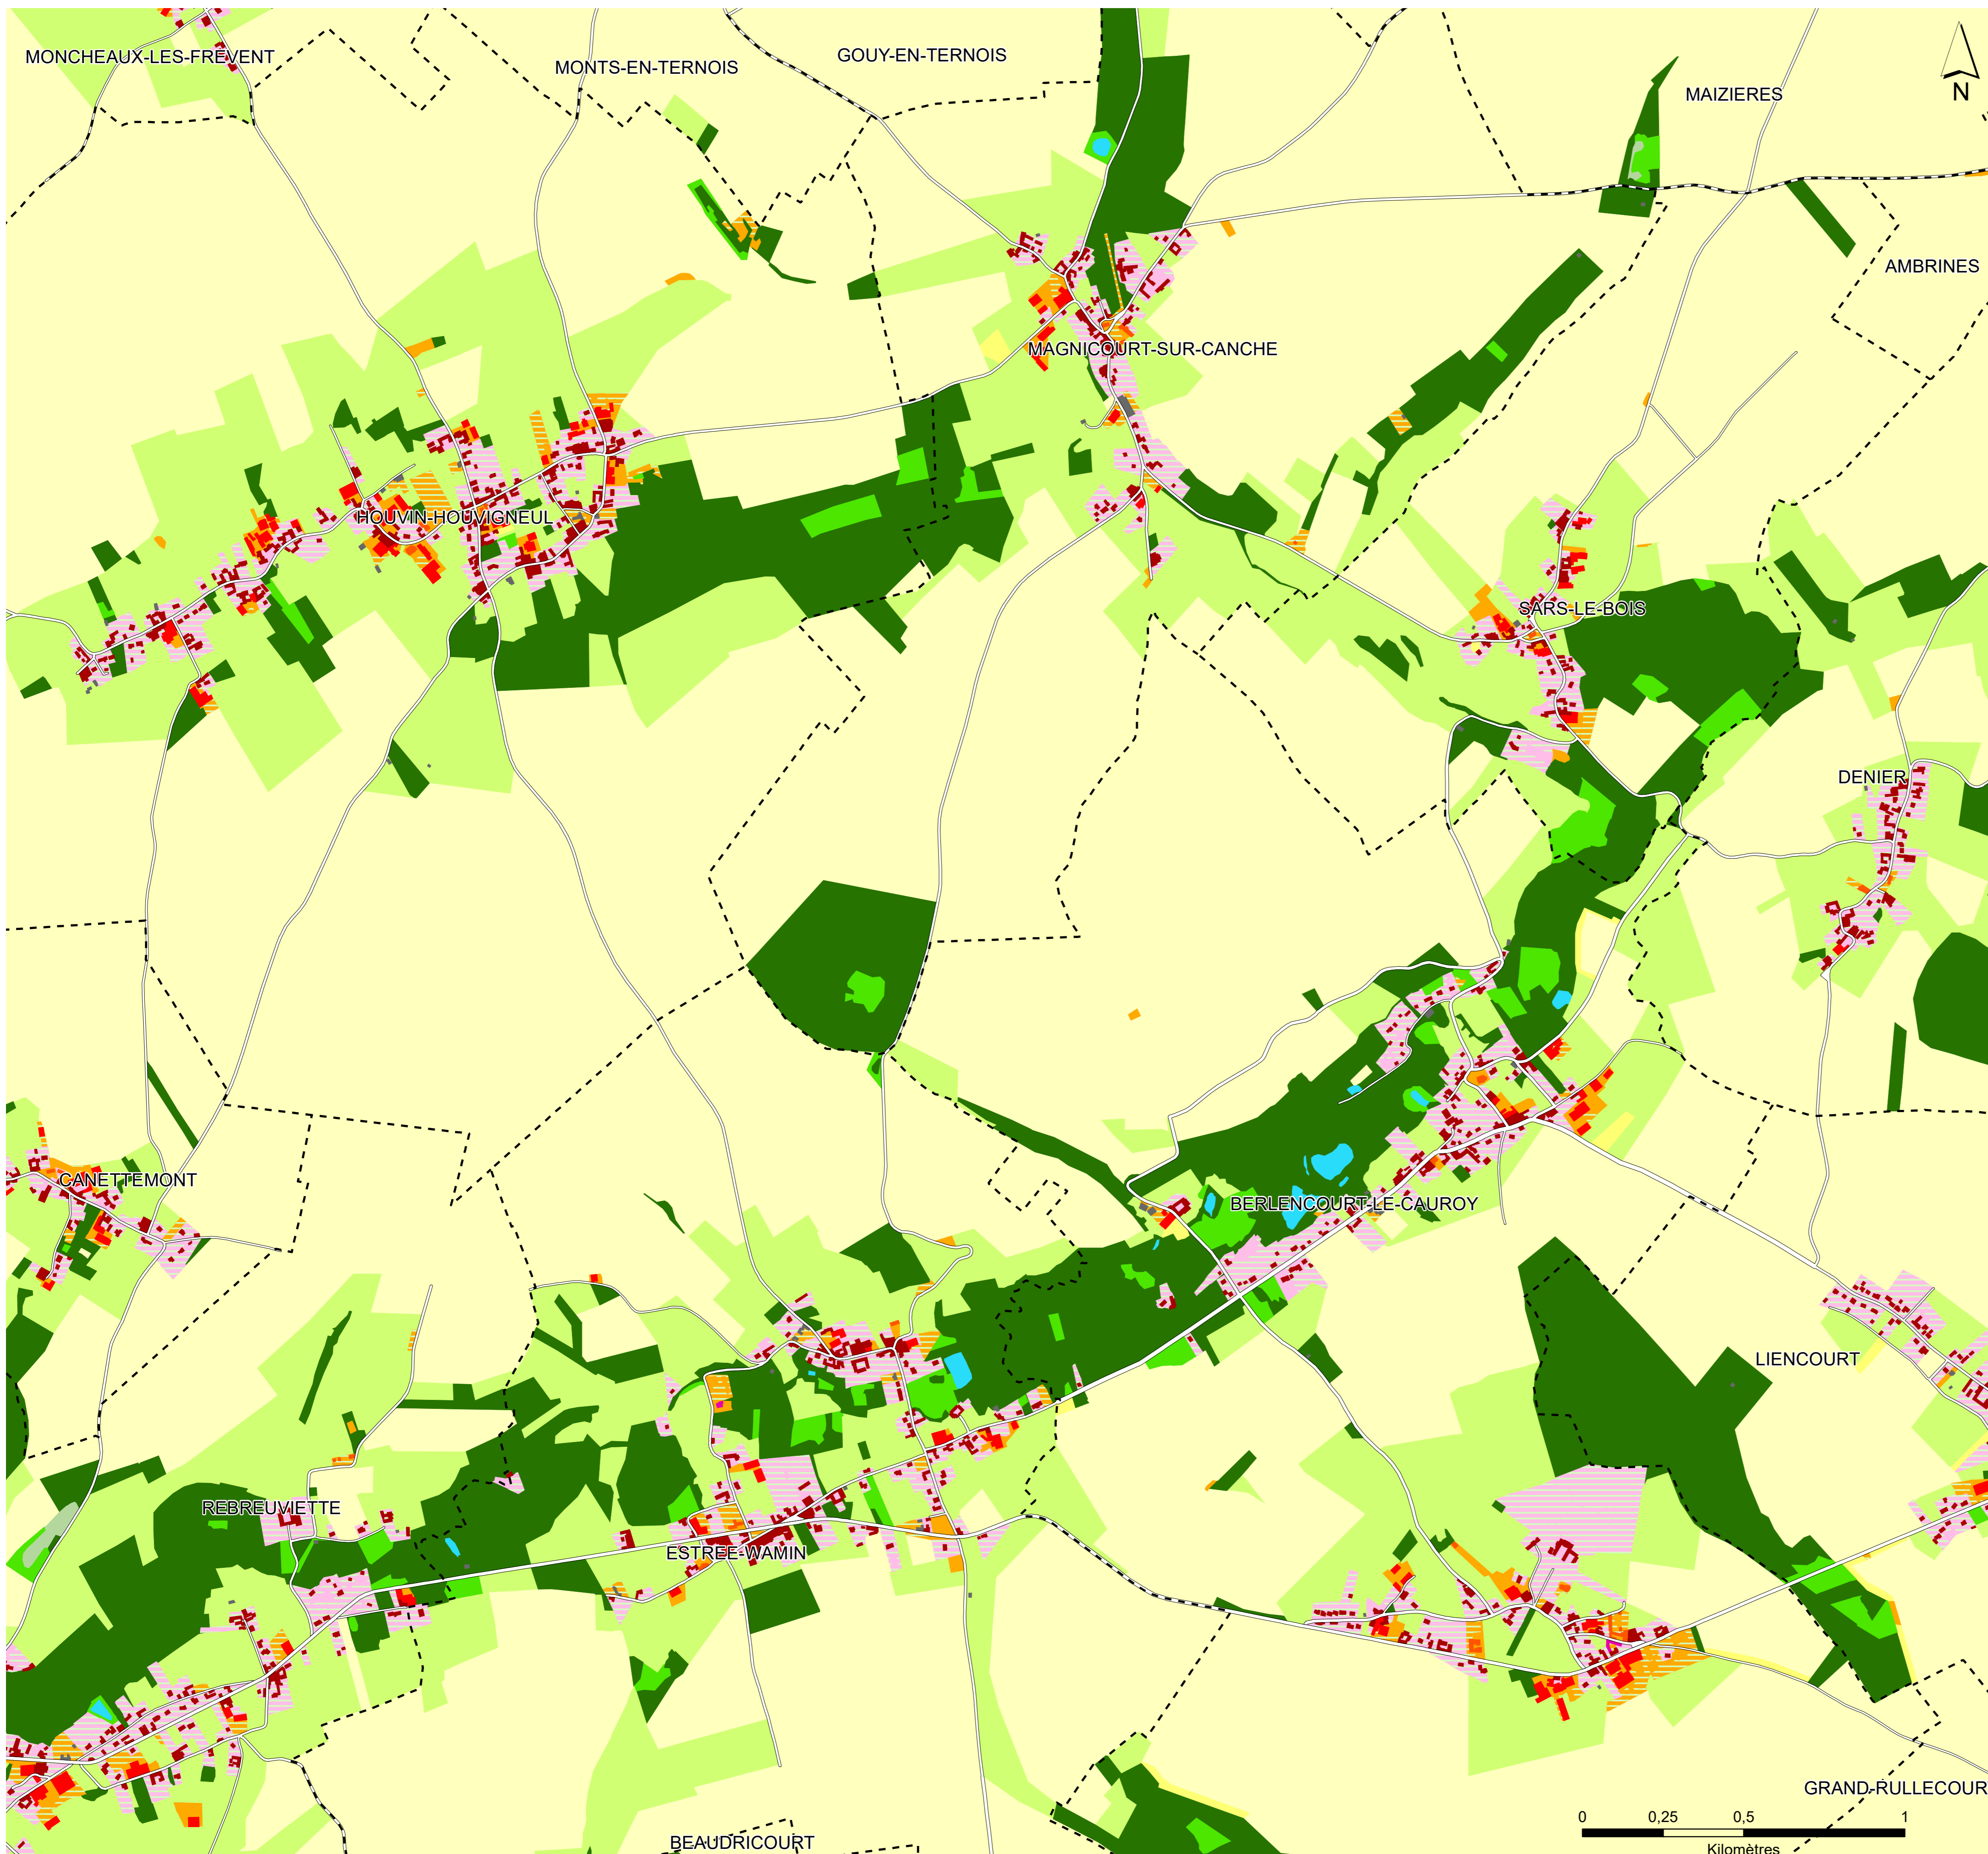 MONCHEAUX-LES-FREVENT
MONTS-EN-TERNOIS
GOUY-EN-TERNOIS
MAIZIERES
N
AMBRINES
MAGNICOURT-SUR-CANCHE
HOUVIN-HOUVIGNEUL
SARS-LE-BOIS
DENIER
CANETTEMONT
BERLENCOURT-LE-CAUROY
LIENCOURT
REBREUVIETTE
ESTREE-WAMIN
GRAND-RULLECOUR
0 0,25 0,5 1
Kilomètres
BEAUDRICOURT